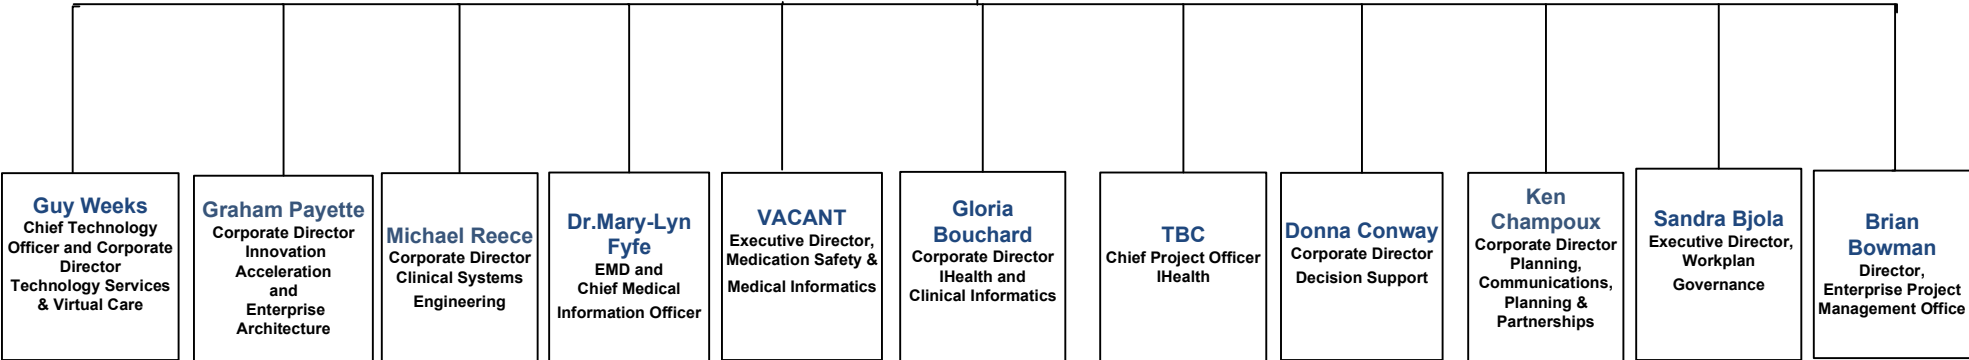 Guy Weeks
Chief Technology
Officer and Corporate
Director
Technology Services
& Virtual Care
Graham Payette
Corporate Director
Innovation
Acceleration
and
Enterprise
Architecture
Michael Reece
Corporate Director
Clinical Systems
Engineering
Dr.Mary-Lyn
Fyfe
EMD and
Chief Medical
Information Officer
VACANT
Executive Director,
Medication Safety &
Medical Informatics
Gloria
Bouchard
Corporate Director
IHealth and
Clinical Informatics
TBC
Chief Project Officer
IHealth
Donna Conway
Corporate Director
Decision Support
Ken
Champoux
Corporate Director
Planning,
Communications,
Planning &
Partnerships
Sandra Bjola
Executive Director,
Workplan
Governance
Brian
Bowman
Director,
Enterprise Project
Management Office